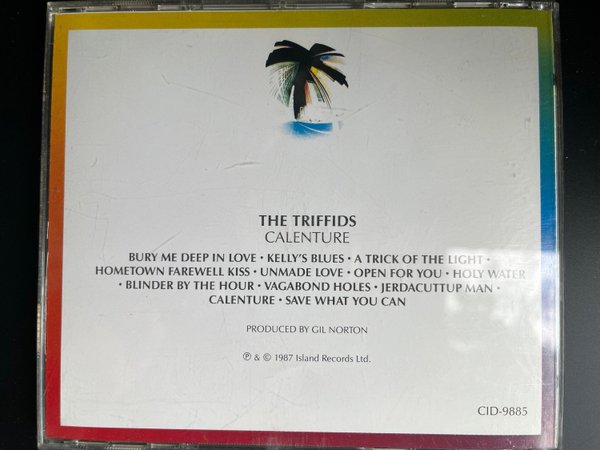 THE TRIFFIDS
CALENTURE
BURY ME DEEP IN LOVE • KELLY'S BLUES • A TRICK OF THE LIGHT •
HOMETOWN FAREWELL KISS • UNMADE LOVE • OPEN FOR YOU • HOLY WATER
• BLINDER BY THE HOUR • VAGABOND HOLES • JERDACUTTUP MAN •
CALENTURE • SAVE WHAT YOU CAN
PRODUCED BY GIL NORTON
℗ & © 1987 Island Records Ltd.
CID-9885